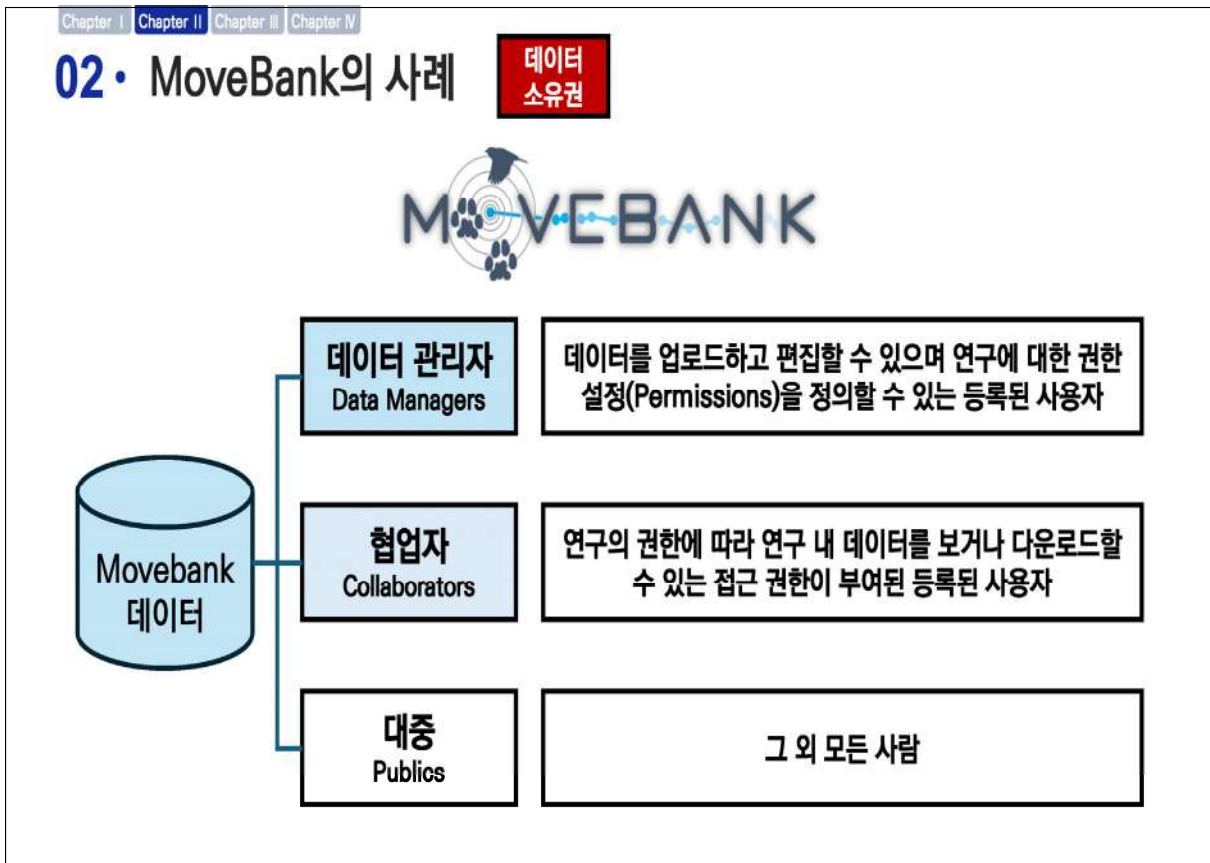 Chapter Ⅰ Chapter Ⅱ Chapter Ⅲ Chapter Ⅳ
02· MoveBank의 사례
데이터
소유권
MOVEBANK
데이터 관리자
Data Managers
데이터를 업로드하고 편집할 수 있으며 연구에 대한 권한
설정(Permissions)을 정의할 수 있는 등록된 사용자
Movebank
데이터
협업자
Collaborators
연구의 권한에 따라 연구 내 데이터를 보거나 다운로드할
수 있는 접근 권한이 부여된 등록된 사용자
대중
Publics
그 외 모든 사람